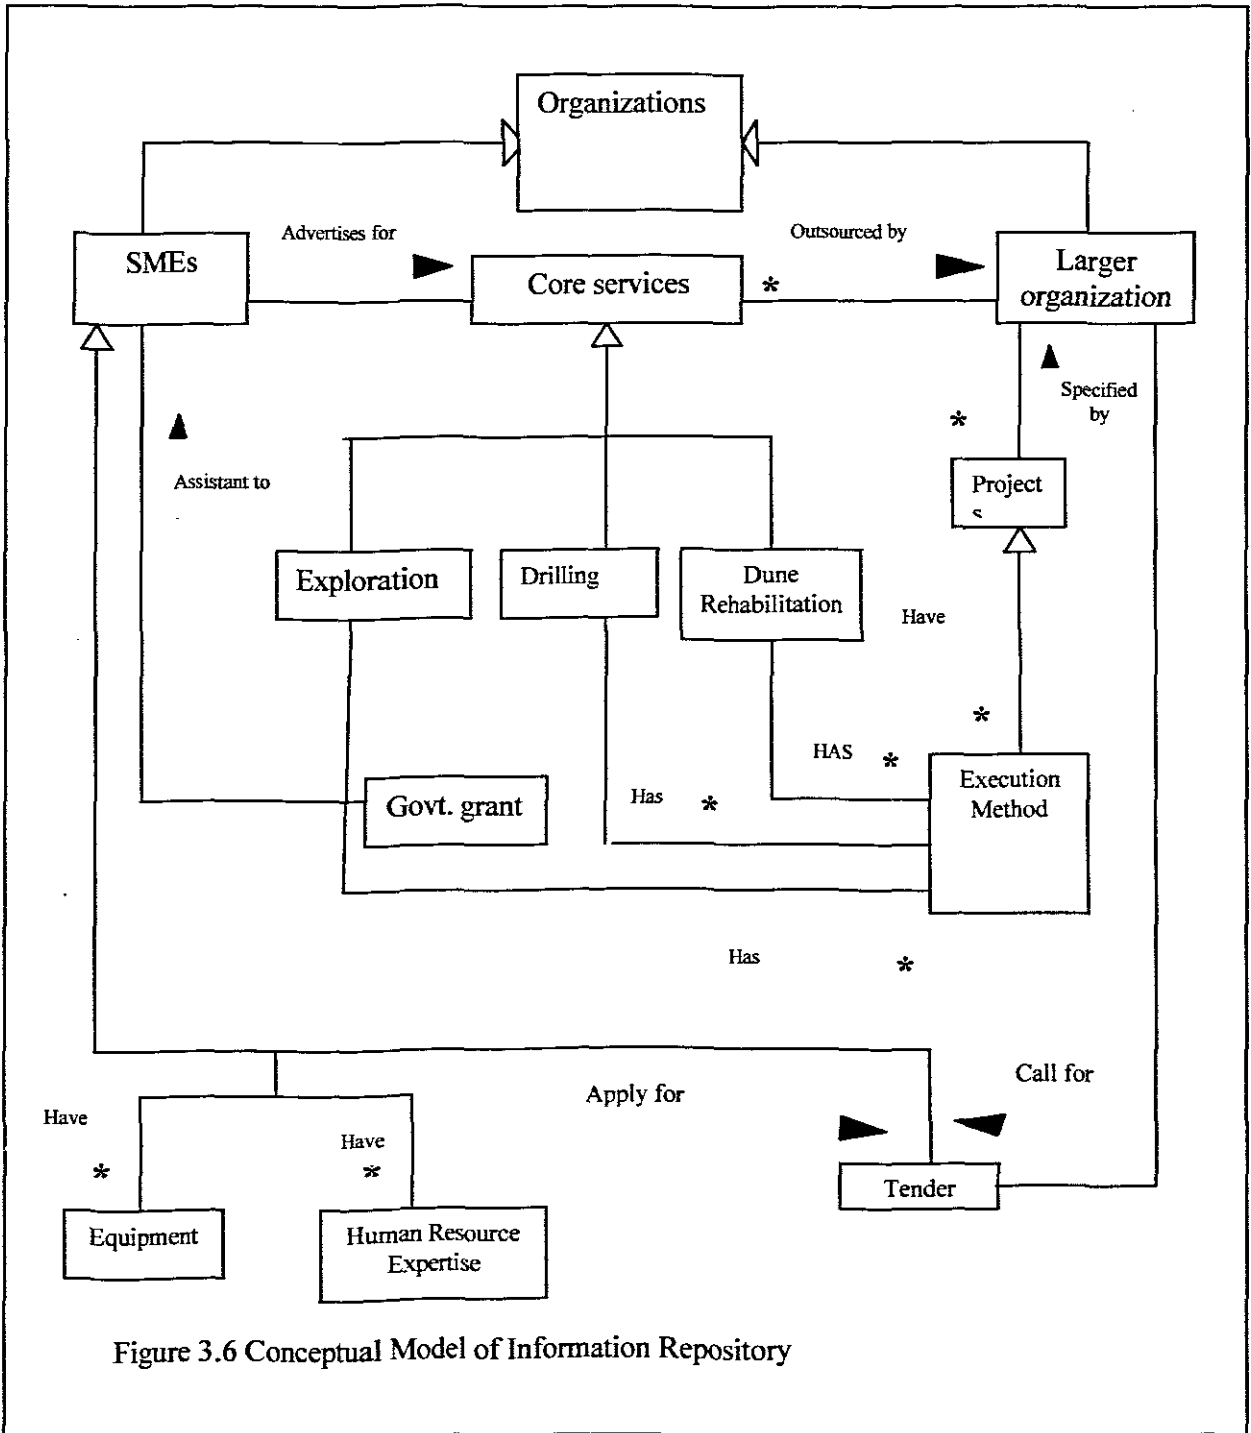 Organizations
Advertises for
Outsourced by
SMEs
Core services
*
Larger
organization
Specified
by
*
Assistant to
Project
s
Exploration
Drilling
Dune
Rehabilitation
Have
*
HAS
*
Execution
Method
Govt. grant
Has
*
Has
*
Call for
Apply for
Have
*
Have
*
Tender
Equipment
Human Resource
Expertise
Figure 3.6 Conceptual Model of Information Repository